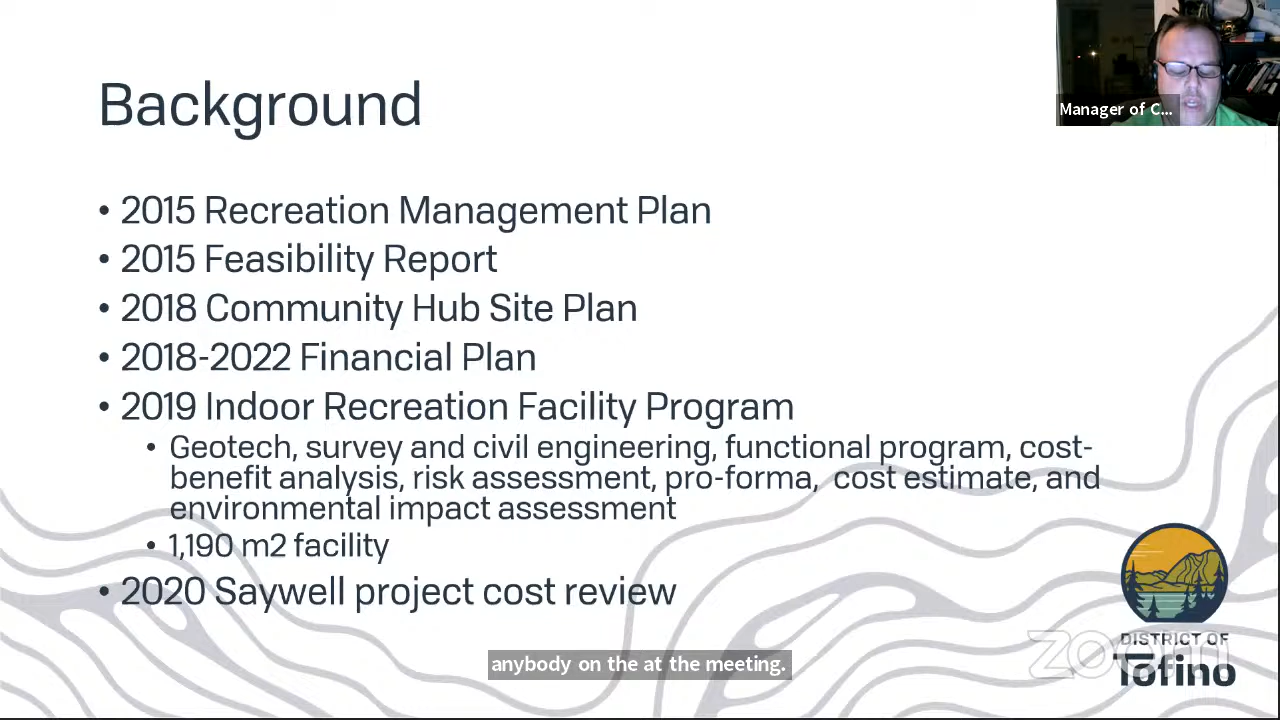 Background
Manager of C...
• 2015 Recreation Management Plan
• 2015 Feasibility Report
• 2018 Community Hub Site Plan
• 2018-2022 Financial Plan
• 2019 Indoor Recreation Facility Program
• Geotech, survey and civil engineering, functional program, cost-
benefit analysis, risk assessment, pro-forma, cost estimate, and
environmental impact assessment
• 1,190 m2 facility
• 2020 Saywell project cost review
anybody on the at the meeting.
zoom
DISTRICT OF
Tofino